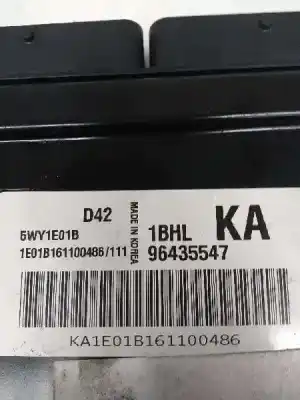 D42
5WY1E01B
1E01B161100486/111
MADE IN KOREA
1BHL KA
96435547
KA1E01B161100486